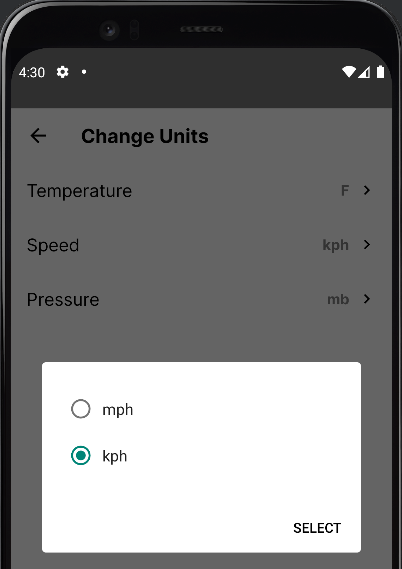 4:30
Change Units
Temperature F
Speed kph
Pressure mb
mph
kph
SELECT